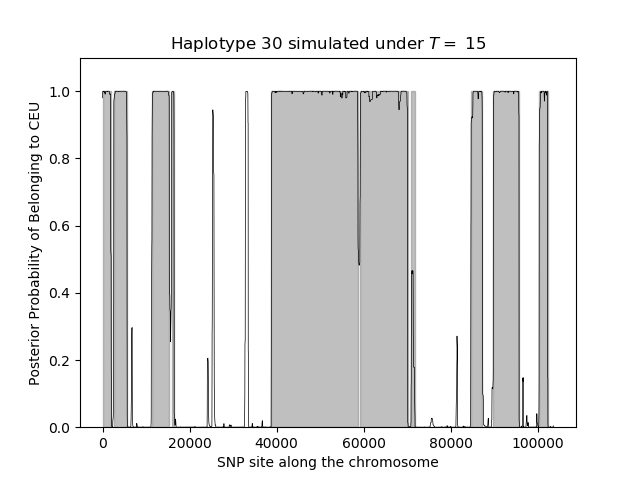 Haplotype 30 simulated under T = 15
Posterior Probability of Belonging to CEU
1.0
0.8
0.6
0.4
0.2
0.0
0 20000 40000 60000 80000 100000
SNP site along the chromosome